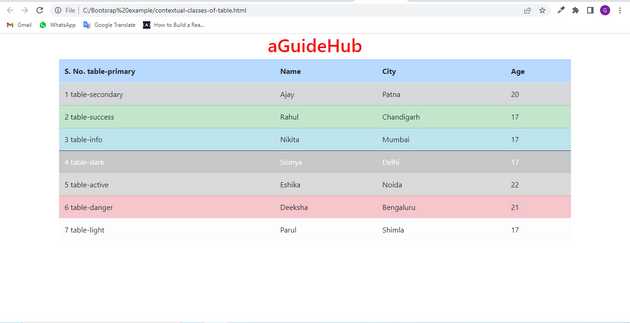 File C:/Bootsrap%20example/contextual-classes-of-table.html
Gmail WhatsApp Google Translate How to Build a Rea...
aGuideHub
S. No. table-primary Name City Age
1 table-secondary Ajay Patna 20
2 table-success Rahul Chandigarh 17
3 table-info Nikita Mumbai 17
4 table-dark Delhi 17
5 table-active Eshika Noida 22
6 table-danger Deeksha Bengaluru 21
7 table-light Parul Shimla 17